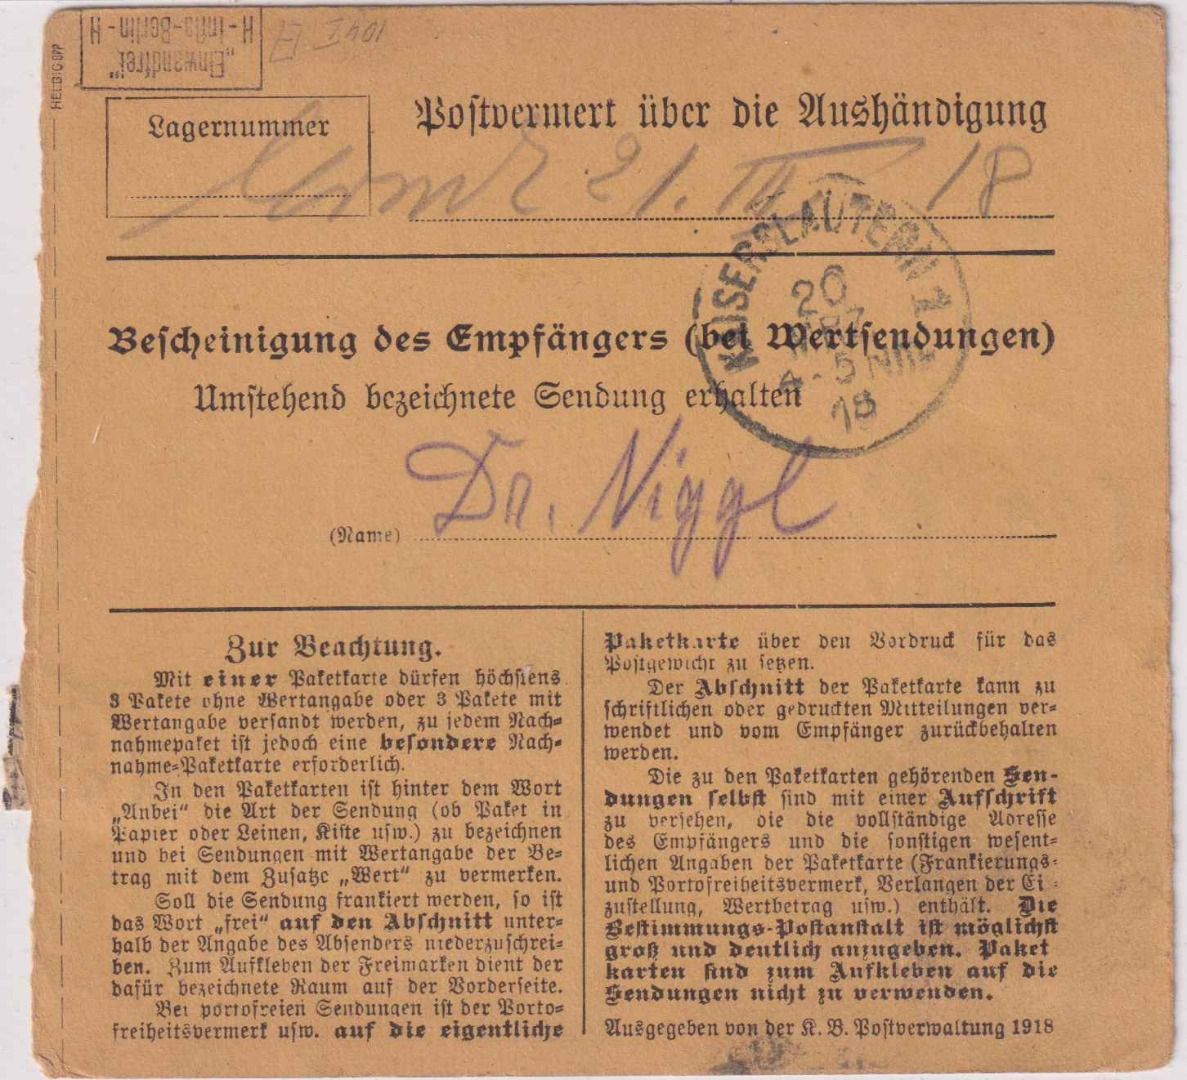 H - Infla-Berlin - H
„Einwandfrei“
HELBIG BPP
Lagernummer
Postvermerk über die Aushändigung
21. III 18
KAISERSLAUTERN 1
20
MRZ
4-5 Nm.
18
Bescheinigung des Empfängers (bei Wertsendungen)
Umstehend bezeichnete Sendung erhalten
Dr. Niggl
(Name)
Zur Beachtung.
Mit einer Paketkarte dürfen höchstens
3 Pakete ohne Wertangabe oder 3 Pakete mit
Wertangabe versandt werden, zu jedem Nach-
nahmepaket ist jedoch eine besondere Nach-
nahme-Paketkarte erforderlich.
In den Paketkarten ist hinter dem Wort
„Anbei“ die Art der Sendung (ob Paket in
Papier oder Leinen, Kiste usw.) zu bezeichnen
und bei Sendungen mit Wertangabe der Be-
trag mit dem Zusatze „Wert“ zu vermerken.
Soll die Sendung frankiert werden, so ist
das Wort „frei“ auf den Abschnitt unter-
halb der Angabe des Absenders niederzuschrei-
ben. Zum Aufkleben der Freimarken dient der
dafür bezeichnete Raum auf der Vorderseite.
Bei portofreien Sendungen ist der Porto-
freiheitsvermerk usw. auf die eigentliche
Paketkarte über den Vordruck für das
Postgewicht zu setzen.
Der Abschnitt der Paketkarte kann zu
schriftlichen oder gedruckten Mitteilungen ver-
wendet und vom Empfänger zurückbehalten
werden.
Die zu den Paketkarten gehörenden Sen-
dungen selbst sind mit einer Aufschrift
zu versehen, die die vollständige Adresse
des Empfängers und die sonstigen wesent-
lichen Angaben der Paketkarte (Frankierungs-
und Portofreiheitsvermerk, Verlangen der Ei-
zustellung, Wertbetrag usw.) enthält. Die
Bestimmungs-Postanstalt ist möglichst
groß und deutlich anzugeben. Paket
karten sind zum Aufkleben auf die
Sendungen nicht zu verwenden.
Ausgegeben von der K. B. Postverwaltung 1918